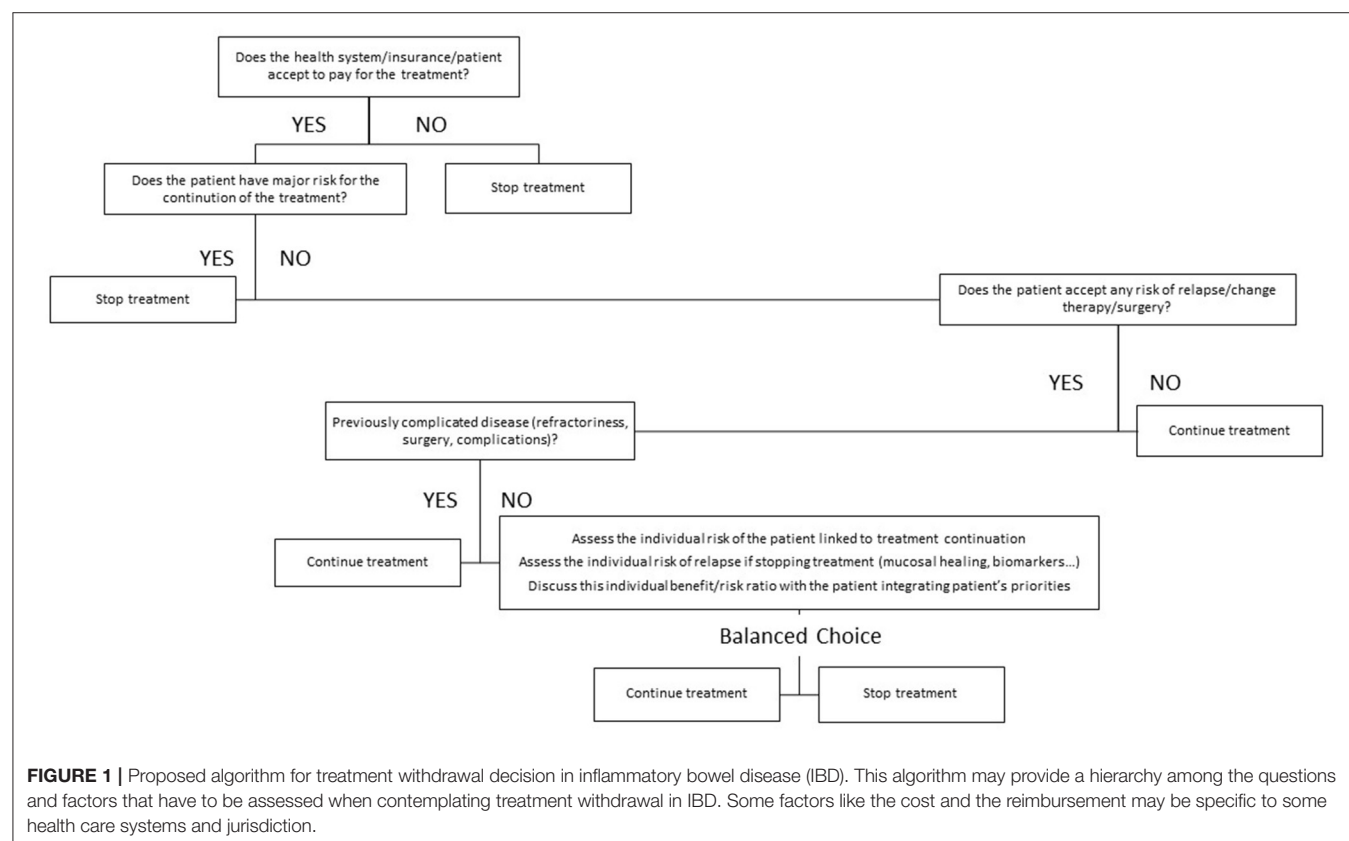 Does the health system/insurance/patient
accept to pay for the treatment?
YES
NO
Does the patient have major risk for the
continution of the treatment?
Stop treatment
YES
NO
Stop treatment
Does the patient accept any risk of relapse/change
therapy/surgery?
YES
NO
Previously complicated disease (refractoriness,
surgery, complications)?
Continue treatment
YES
NO
Continue treatment
Assess the individual risk of the patient linked to treatment continuation
Assess the individual risk of relapse if stopping treatment (mucosal healing, biomarkers...)
Discuss this individual benefit/risk ratio with the patient integrating patient's priorities
Balanced Choice
Continue treatment
Stop treatment
FIGURE 1 | Proposed algorithm for treatment withdrawal decision in inflammatory bowel disease (IBD). This algorithm may provide a hierarchy among the questions
and factors that have to be assessed when contemplating treatment withdrawal in IBD. Some factors like the cost and the reimbursement may be specific to some
health care systems and jurisdiction.